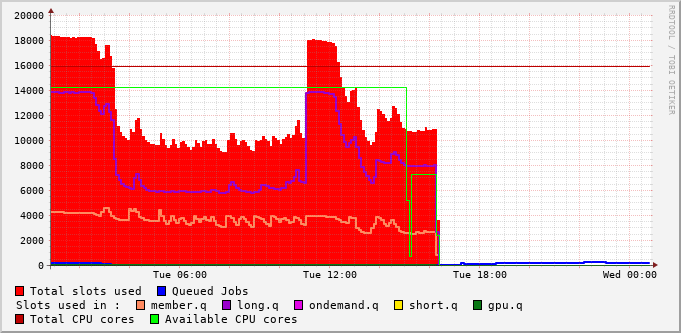 20000
18000
16000
14000
12000
10000
8000
6000
4000
2000
0
Tue 06:00 Tue 12:00 Tue 18:00 Wed 00:00
RRDTOOL / TOBI OETIKER
Total slots used Queued Jobs
Slots used in : member.q long.q ondemand.q short.q gpu.q
Total CPU cores Available CPU cores